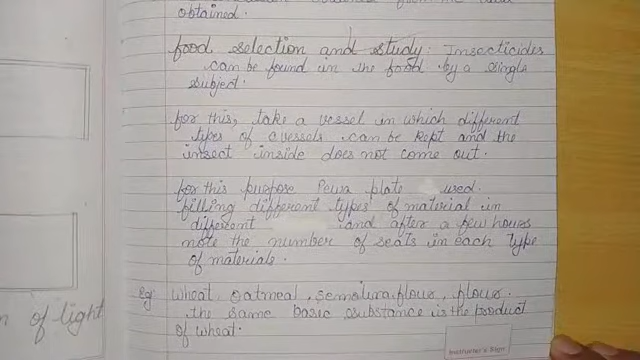 obtained.
food selection and study: Insecticides
can be found in the food by a single
subject.
for this, take a vessel in which different
types of cvessels can be kept and the
insect inside does not come out.
for this purpose Pewa plate used.
filling different types of material in
different and after a few hours
note the number of seats in each type
of materials.
Eg: wheat oatmeal, semolina flour, flour.
the same basic substance is the product
of wheat.
n of light
Instructor's Sign